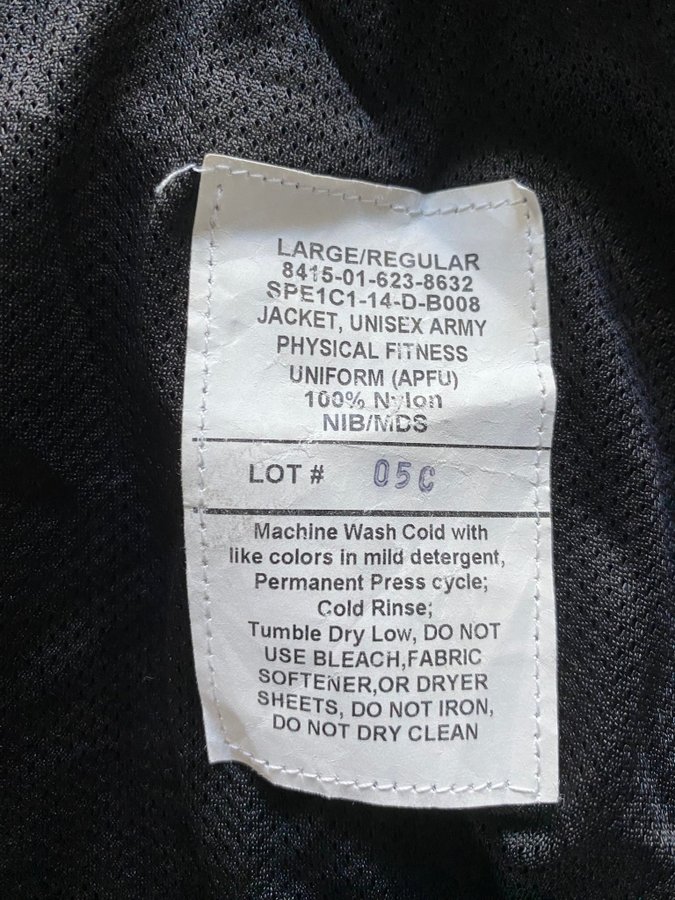 LARGE/REGULAR
8415-01-623-8632
SPE1C1-14-D-B008
JACKET, UNISEX ARMY
PHYSICAL FITNESS
UNIFORM (APFU)
100% Nylon
NIB/MDS
LOT # 05C
Machine Wash Cold with
like colors in mild detergent,
Permanent Press cycle;
Cold Rinse;
Tumble Dry Low, DO NOT
USE BLEACH,FABRIC
SOFTENER,OR DRYER
SHEETS, DO NOT IRON,
DO NOT DRY CLEAN